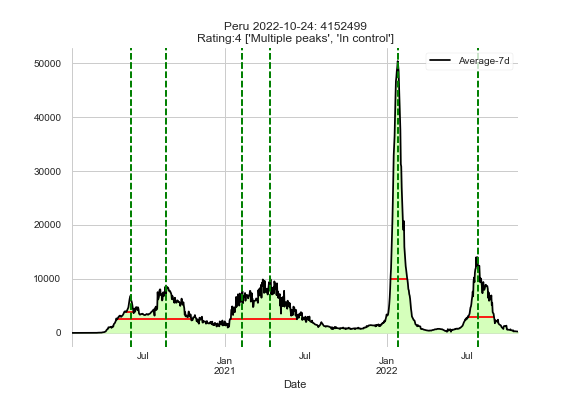 Peru 2022-10-24: 4152499
Rating:4 ['Multiple peaks', 'In control']
Average-7d
50000
40000
30000
20000
10000
0
Jul
Jan
2021
Jul
Jan
2022
Jul
Date